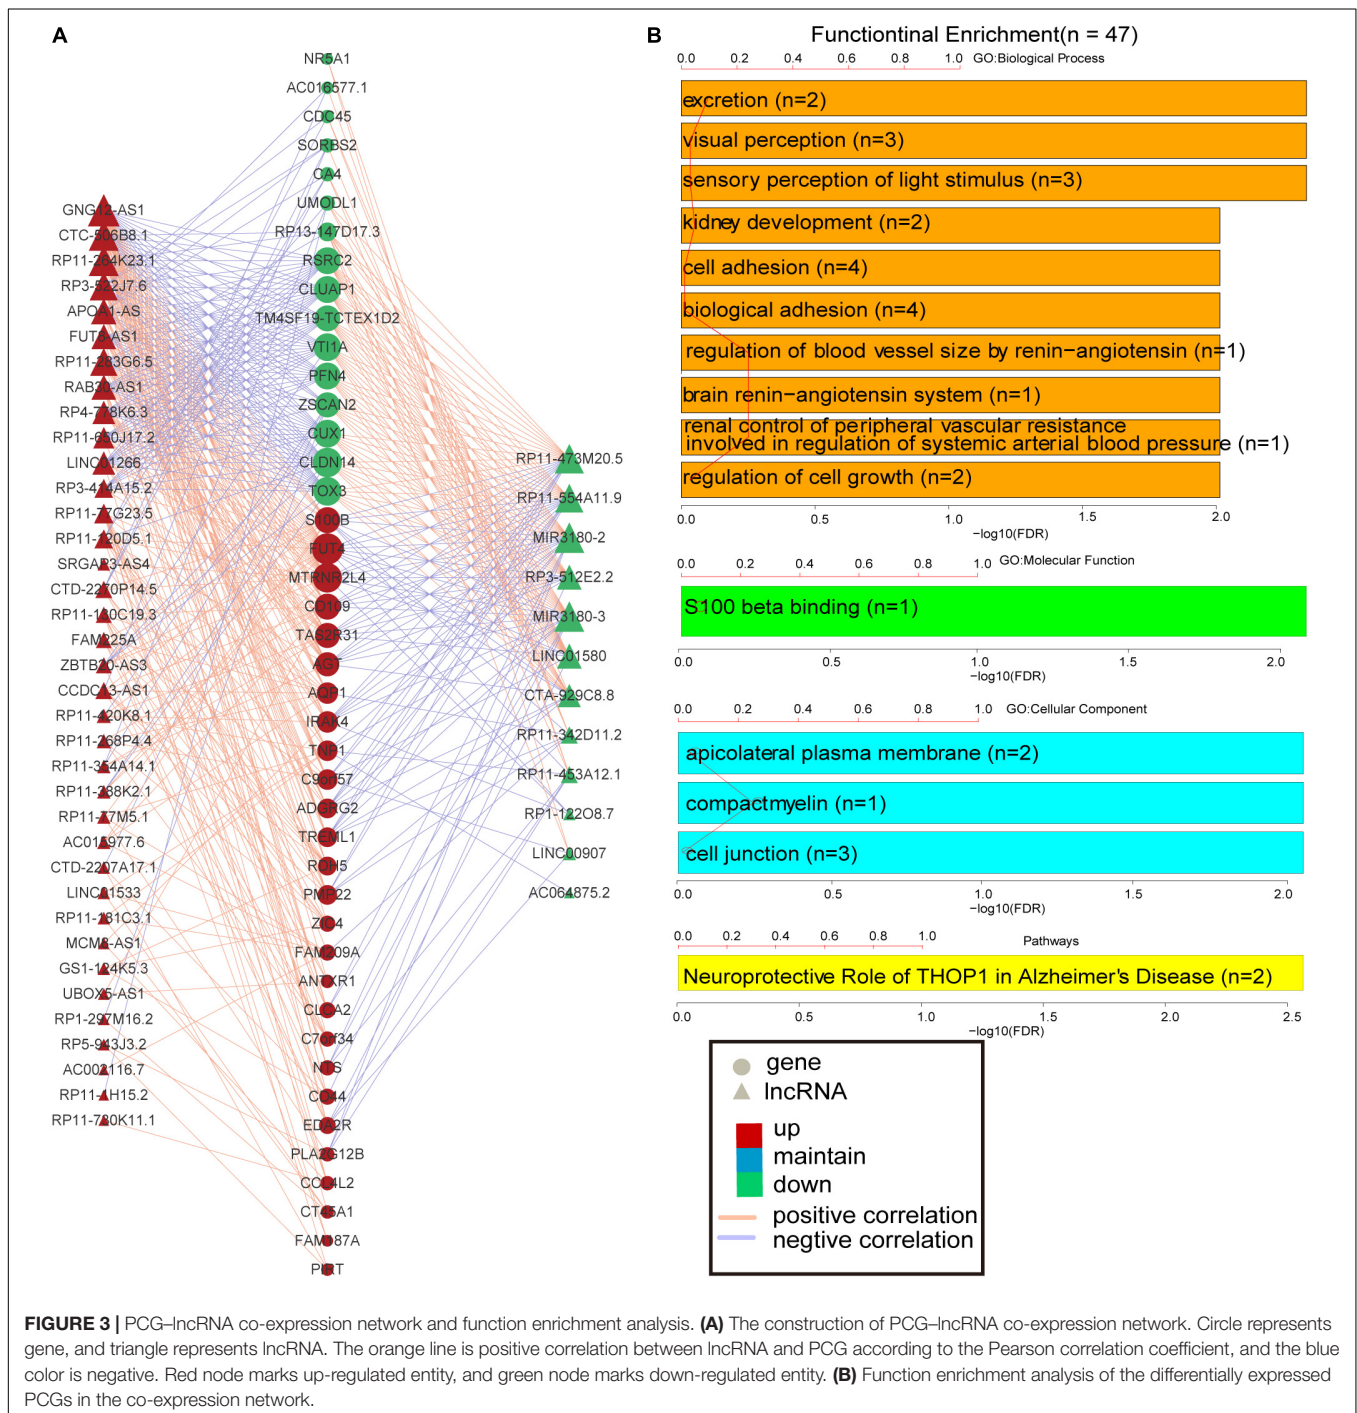 A
NR5A1
AC016577.1
CDC45
SORBS2
CA4
UMODL1
RP13-147D17.3
RSRC2
CLUAP1
TM4SF19-TCTEX1D2
VTI1A
PFN4
ZSCAN2
CUX1
CLDN14
TOX3
S100B
FUT4
MTRNR2L4
CD109
TAS2R31
AGT
AQP1
IRAK4
TNP1
C9orf57
ADGRG2
TREML1
RDH5
PMP22
ZIC4
FAM209A
ANTXR1
CLCA2
C7orf34
NTS
CD44
EDA2R
PLA2G12B
CCL4L2
CT45A1
FAM187A
PIRT
GNG12-AS1
CTC-506B8.1
RP11-264K23.1
RP3-522J7.6
APOA1-AS
FUT8-AS1
RP11-283G6.5
RAB30-AS1
RP4-778K6.3
RP11-650J17.2
LINC01266
RP3-414A15.2
RP11-77G23.5
RP11-120D5.1
SRGAP3-AS4
CTD-2270P14.5
RP11-130C19.3
FAM225A
ZBTB20-AS3
CCDC13-AS1
RP11-420K8.1
RP11-268P4.4
RP11-354A14.1
RP11-388K2.1
RP11-77M5.1
AC015977.6
CTD-2207A17.1
LINC01533
RP11-281C3.1
MCM8-AS1
GS1-124K5.3
UBOX5-AS1
RP1-297M16.2
RP5-943J3.2
AC002116.7
RP11-1H15.2
RP11-730K11.1
RP11-473M20.5
RP11-554A11.9
MIR3180-2
RP3-512E2.2
MIR3180-3
LINC01580
CTA-929C8.8
RP11-342D11.2
RP11-453A12.1
RP1-122O8.7
LINC00907
AC064875.2
B
Functiontinal Enrichment(n = 47)
0.0 0.2 0.4 0.6 0.8 1.0 GO:Biological Process
excretion (n=2)
visual perception (n=3)
sensory perception of light stimulus (n=3)
kidney development (n=2)
cell adhesion (n=4)
biological adhesion (n=4)
regulation of blood vessel size by renin−angiotensin (n=1)
brain renin−angiotensin system (n=1)
renal control of peripheral vascular resistance
involved in regulation of systemic arterial blood pressure (n=1)
regulation of cell growth (n=2)
0.0 0.5 1.0 1.5 2.0
−log10(FDR)
0.0 0.2 0.4 0.6 0.8 1.0 GO:Molecular Function
S100 beta binding (n=1)
0.0 0.5 1.0 1.5 2.0
−log10(FDR)
0.0 0.2 0.4 0.6 0.8 1.0 GO:Cellular Component
apicolateral plasma membrane (n=2)
compact myelin (n=1)
cell junction (n=3)
0.0 0.5 1.0 1.5 2.0
−log10(FDR)
0.0 0.2 0.4 0.6 0.8 1.0 Pathways
Neuroprotective Role of THOP1 in Alzheimer's Disease (n=2)
0.0 0.5 1.0 1.5 2.0 2.5
−log10(FDR)
gene
lncRNA
up
maintain
down
positive correlation
negtive correlation
FIGURE 3 | PCG–lncRNA co-expression network and function enrichment analysis. (A) The construction of PCG–lncRNA co-expression network. Circle represents
gene, and triangle represents lncRNA. The orange line is positive correlation between lncRNA and PCG according to the Pearson correlation coefficient, and the blue
color is negative. Red node marks up-regulated entity, and green node marks down-regulated entity. (B) Function enrichment analysis of the differentially expressed
PCGs in the co-expression network.